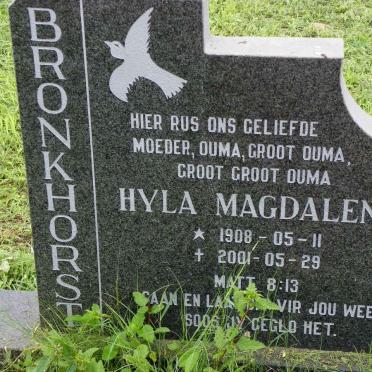 BRONKHORST
HIER RUS ONS GELIEFDE
MOEDER, OUMA, GROOT OUMA,
GROOT GROOT OUMA
HYLA MAGDALEN
★ 1908 - 05 - 11
✝ 2001 - 05 - 29
MATT 8:13
GAAN EN LAAT VIR JOU WEES
SOOS JY GEGLO HET.